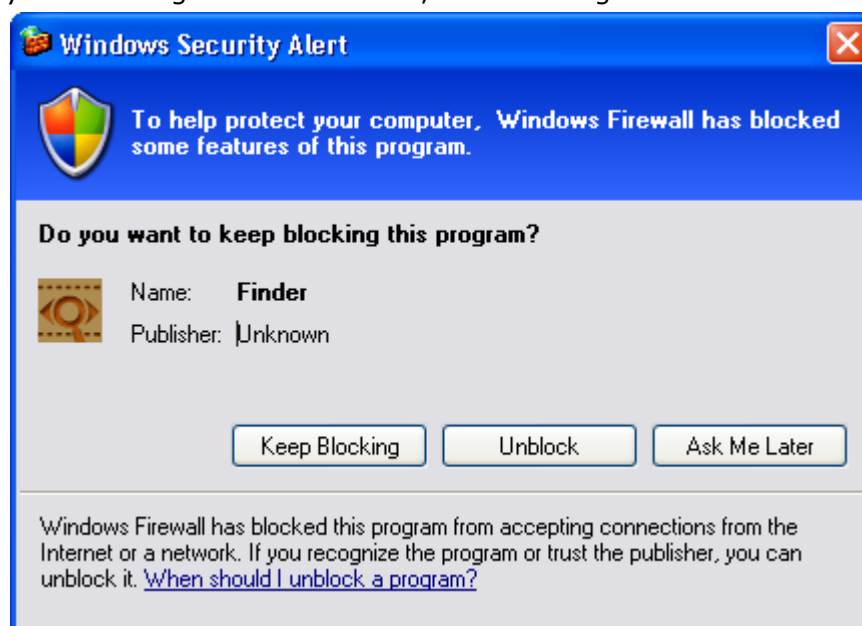 Windows Security Alert
To help protect your computer, Windows Firewall has blocked
some features of this program.
Do you want to keep blocking this program?
Name: Finder
Publisher: Unknown
Keep Blocking Unblock Ask Me Later
Windows Firewall has blocked this program from accepting connections from the
Internet or a network. If you recognize the program or trust the publisher, you can
unblock it. When should I unblock a program?